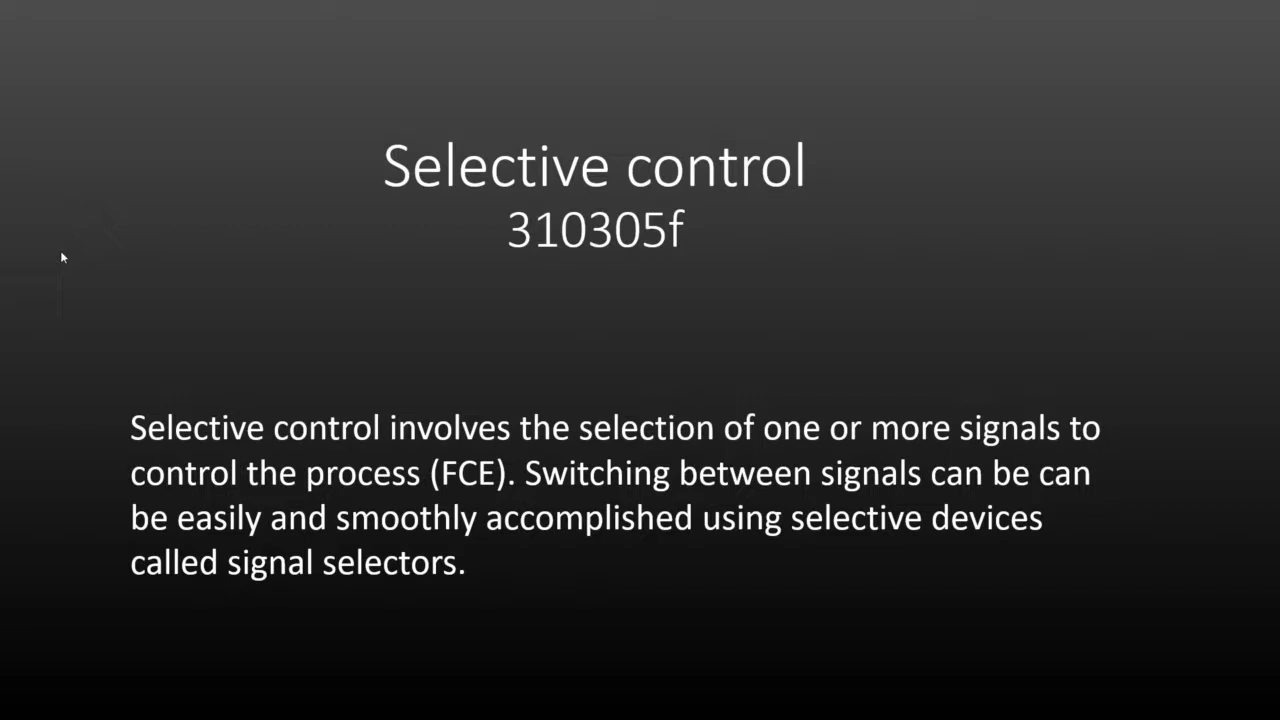 Selective control
310305f
Selective control involves the selection of one or more signals to
control the process (FCE). Switching between signals can be can
be easily and smoothly accomplished using selective devices
called signal selectors.